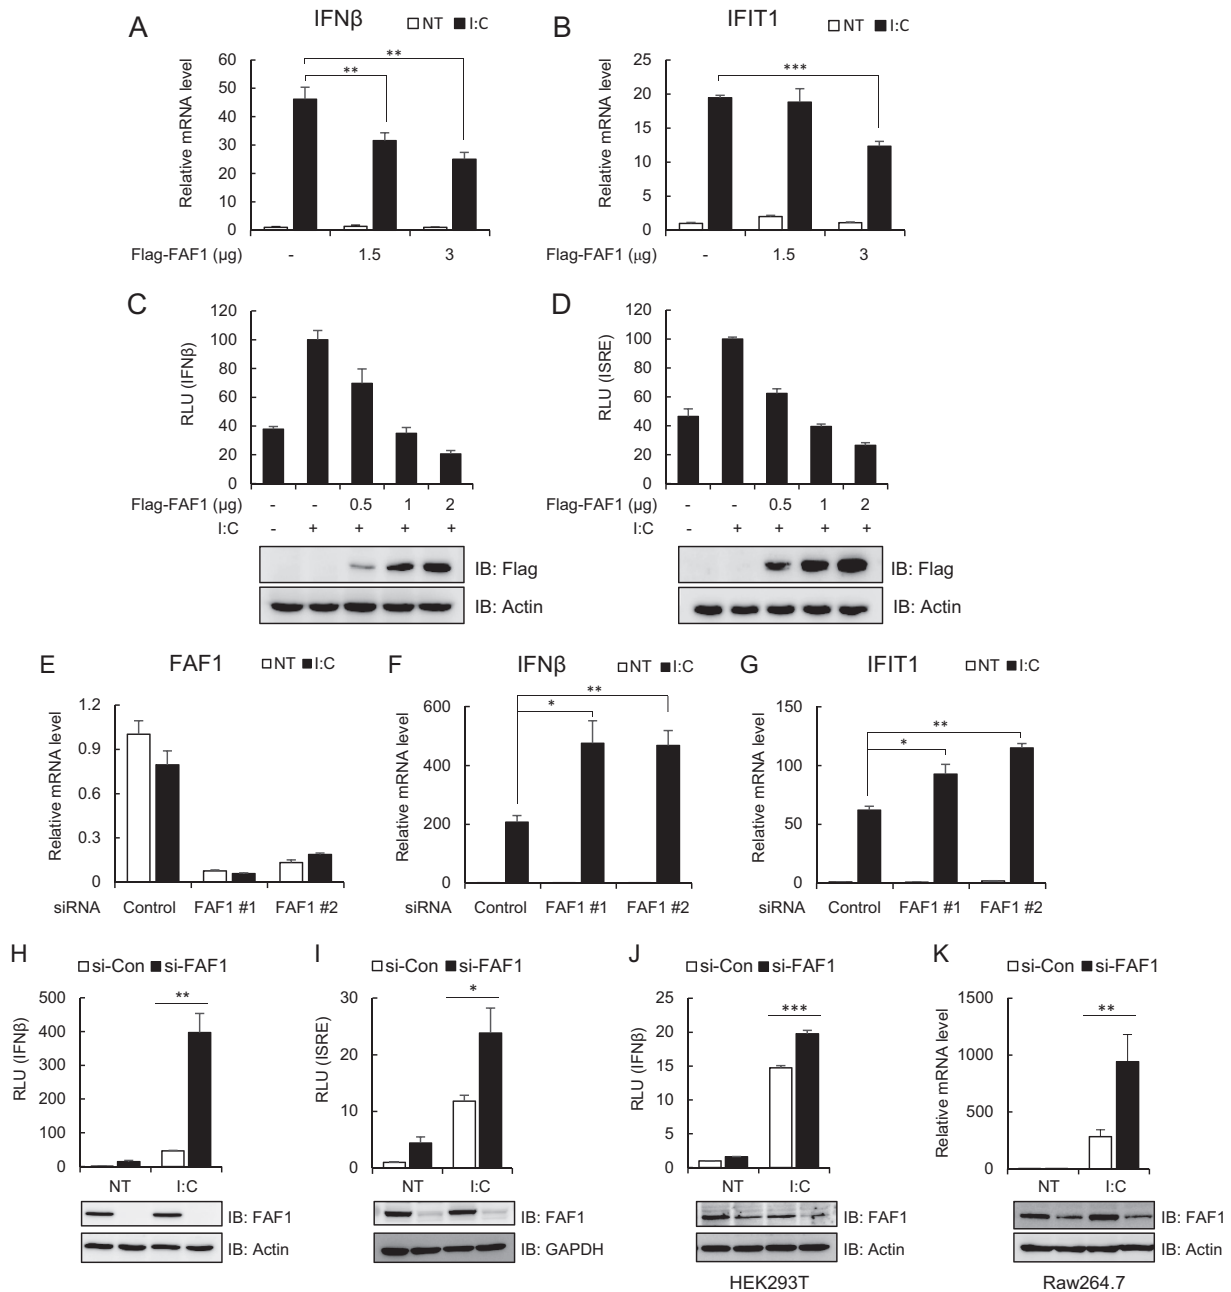 A IFNβ NT I:C
Relative mRNA level
60
50
40
30
20
10
0
** **
Flag-FAF1 (µg) - 1.5 3
B IFIT1 NT I:C
Relative mRNA level
25
20
15
10
5
0
***
Flag-FAF1 (µg) - 1.5 3
C
RLU (IFNβ)
120
100
80
60
40
20
0
Flag-FAF1 (µg) - - 0.5 1 2
I:C - + + + +
IB: Flag
IB: Actin
D
RLU (ISRE)
120
100
80
60
40
20
0
Flag-FAF1 (µg) - - 0.5 1 2
I:C - + + + +
IB: Flag
IB: Actin
E FAF1 NT I:C
Relative mRNA level
1.2
0.9
0.6
0.3
0
siRNA Control FAF1 #1 FAF1 #2
F IFNβ NT I:C
Relative mRNA level
600
400
200
0
** *
siRNA Control FAF1 #1 FAF1 #2
G IFIT1 NT I:C
Relative mRNA level
150
100
50
0
** *
siRNA Control FAF1 #1 FAF1 #2
H
si-Con si-FAF1
RLU (IFNβ)
500
400
300
200
100
0
**
NT I:C
IB: FAF1
IB: Actin
I
si-Con si-FAF1
RLU (ISRE)
30
20
10
0
*
NT I:C
IB: FAF1
IB: GAPDH
J
si-Con si-FAF1
RLU (IFNβ)
25
20
15
10
5
0
***
NT I:C
IB: FAF1
IB: Actin
HEK293T
K
si-Con si-FAF1
Relative mRNA level
1500
1000
500
0
**
NT I:C
IB: FAF1
IB: Actin
Raw264.7